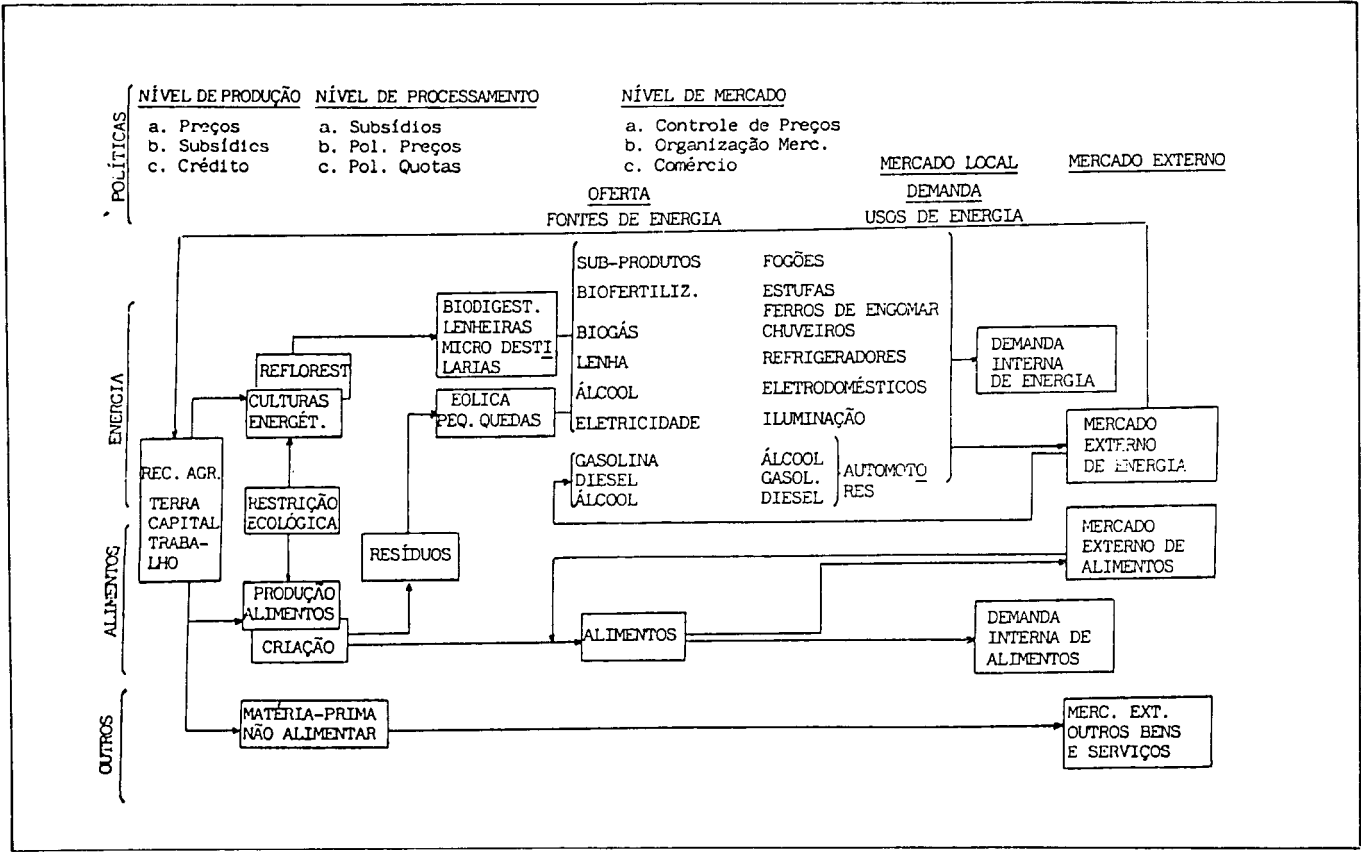 POLÍTICAS
NÍVEL DE PRODUÇÃO
a. Preços
b. Subsídios
c. Crédito
NÍVEL DE PROCESSAMENTO
a. Subsídios
b. Pol. Preços
c. Pol. Quotas
NÍVEL DE MERCADO
a. Controle de Preços
b. Organização Merc.
c. Comércio
MERCADO LOCAL
MERCADO EXTERNO
OFERTA
FONTES DE ENERGIA
DEMANDA
USOS DE ENERGIA
ENERGIA
ALIMENTOS
OUTROS
REC. AGR.
TERRA
CAPITAL
TRABA-
LHO
REFLOREST
CULTURAS
ENERGÉT.
RESTRIÇÃO
ECOLÓGICA
PRODUÇÃO
ALIMENTOS
CRIAÇÃO
MATÉRIA-PRIMA
NÃO ALIMENTAR
RESÍDUOS
BIODIGEST.
LENHEIRAS
MICRO DESTI
LARIAS
EÓLICA
PEQ. QUEDAS
SUB-PRODUTOS
BIOFERTILIZ.
BIOGÁS
LENHA
ÁLCOOL
ELETRICIDADE
GASOLINA
DIESEL
ÁLCOOL
FOGÕES
ESTUFAS
FERROS DE ENGOMAR
CHUVEIROS
REFRIGERADORES
ELETRODOMÉSTICOS
ILUMINAÇÃO
ÁLCOOL
GASOL.
DIESEL
AUTOMOTO
RES
ALIMENTOS
DEMANDA
INTERNA
DE ENERGIA
MERCADO
EXTERNO
DE ENERGIA
MERCADO
EXTERNO DE
ALIMENTOS
DEMANDA
INTERNA DE
ALIMENTOS
MERC. EXT.
OUTROS BENS
E SERVIÇOS